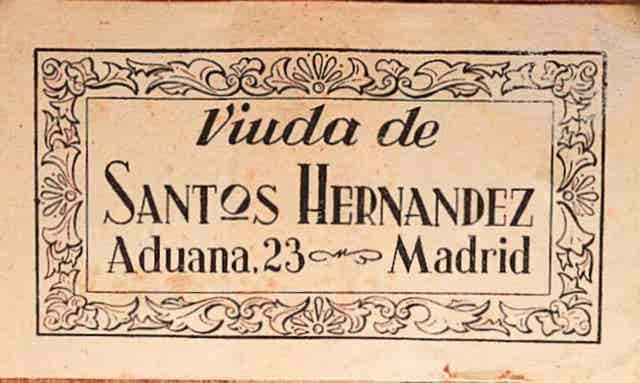 Viuda de
SANTOS HERNANDEZ
Aduana, 23 Madrid